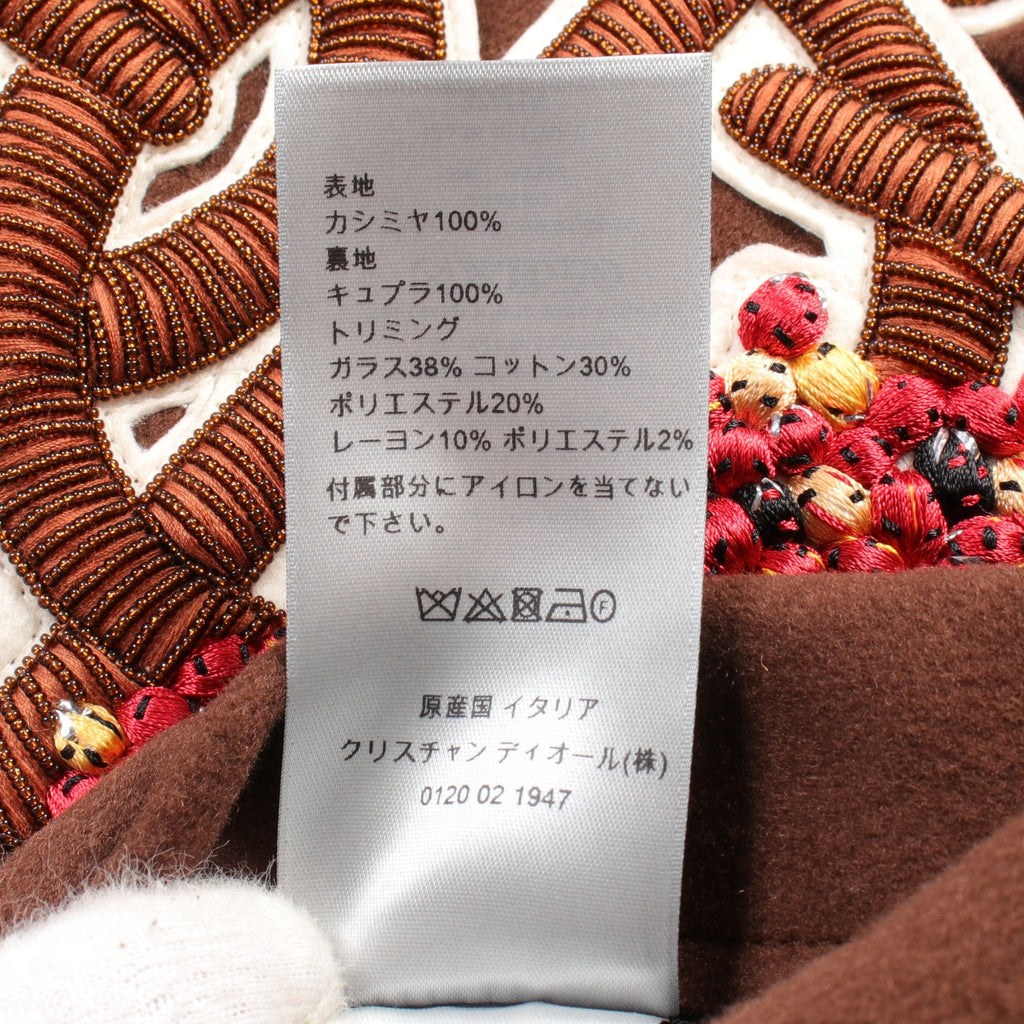 表地
カシミヤ100%
裏地
キュプラ100%
トリミング
ガラス38% コットン30%
ポリエステル20%
レーヨン10% ポリエステル2%
付属部分にアイロンを当てない
で下さい。
F
原産国 イタリア
クリスチャン ディオール(株)
0120 02 1947